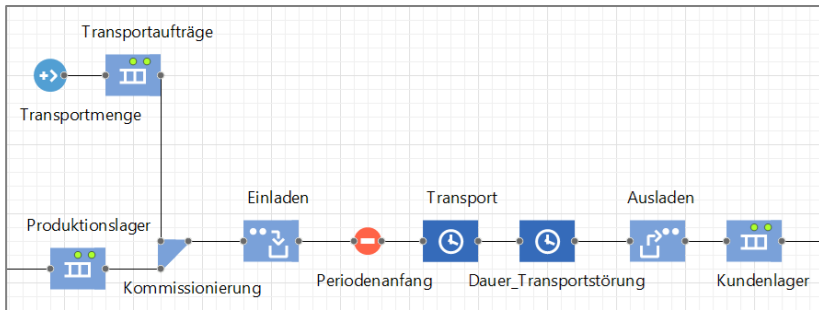 Transportaufträge
Transportmenge
Einladen
Transport
Ausladen
Produktionslager
Kommissionierung
Periodenanfang
Dauer_Transportstörung
Kundenlager